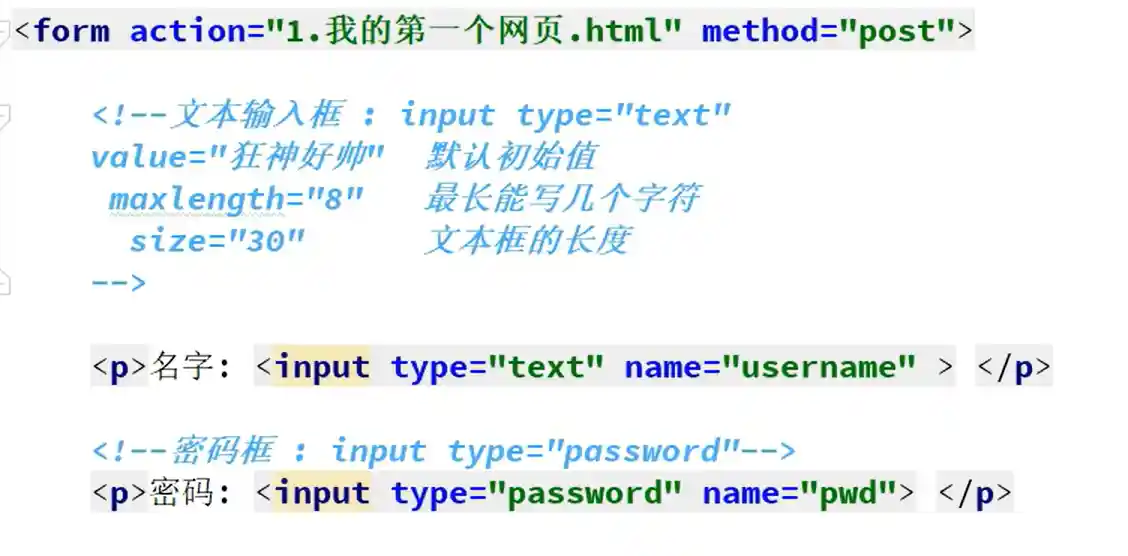 <form action="1.我的第一个网页.html" method="post">
<!--文本输入框 : input type="text"
value="狂神好帅" 默认初始值
maxlength="8" 最长能写几个字符
size="30" 文本框的长度
-->
<p>名字: <input type="text" name="username" > </p>
<!--密码框 : input type="password"-->
<p>密码: <input type="password" name="pwd"> </p>